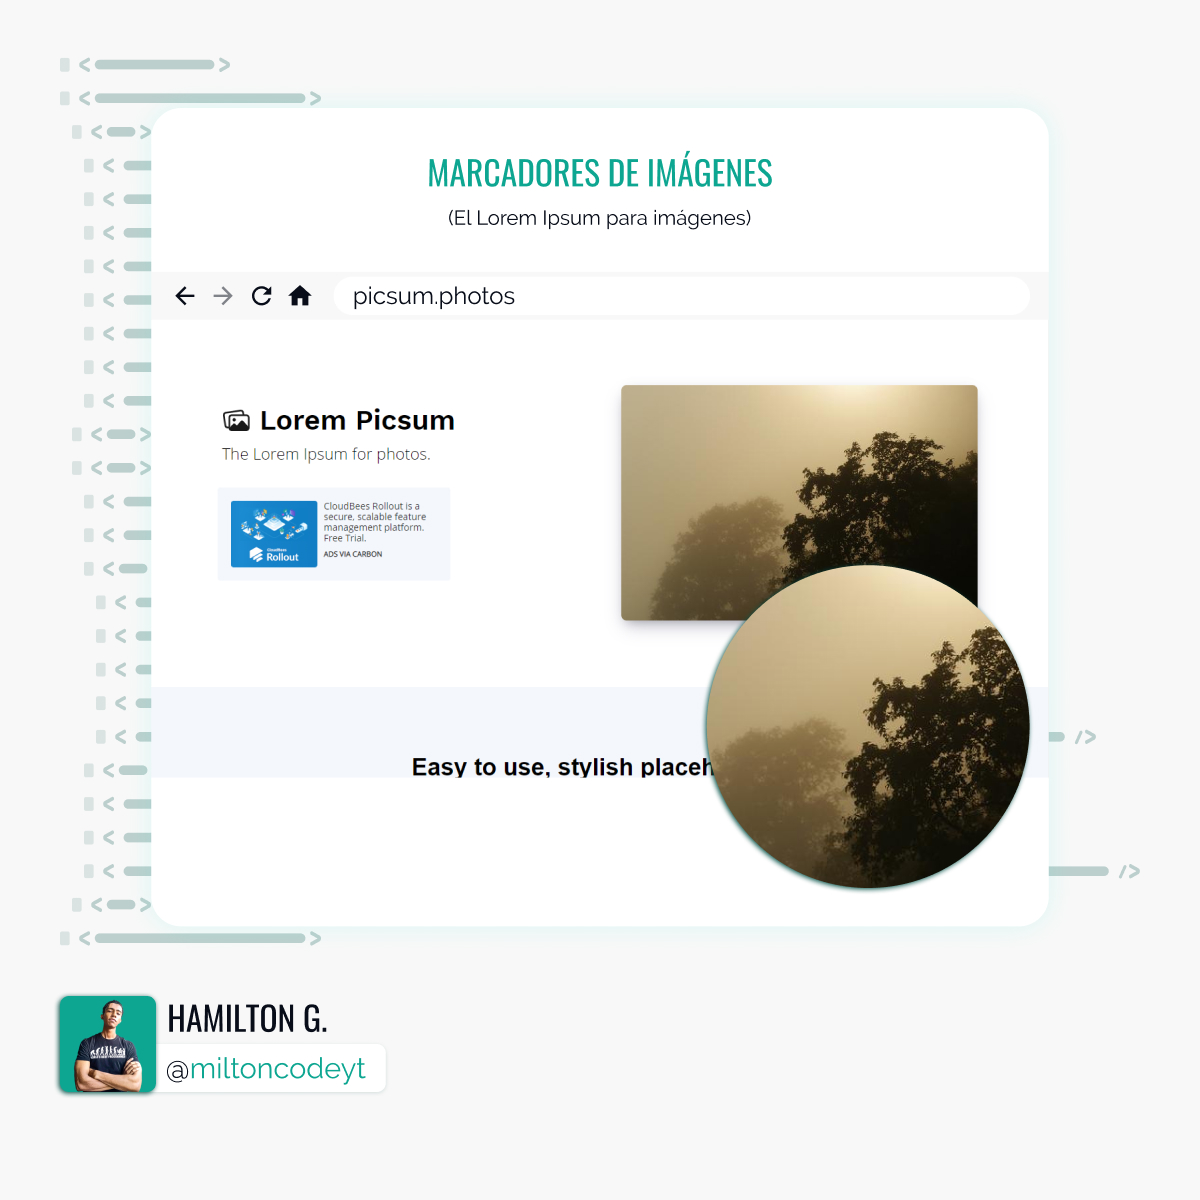 MARCADORES DE IMÁGENES
(El Lorem Ipsum para imágenes)
picsum.photos
Lorem Picsum
The Lorem Ipsum for photos.
CloudBees Rollout is a
secure, scalable feature
management platform.
Free Trial.
ADS VIA CARBON
CloudBees
Rollout
Easy to use, stylish placeh
HAMILTON G.
@miltoncodeyt